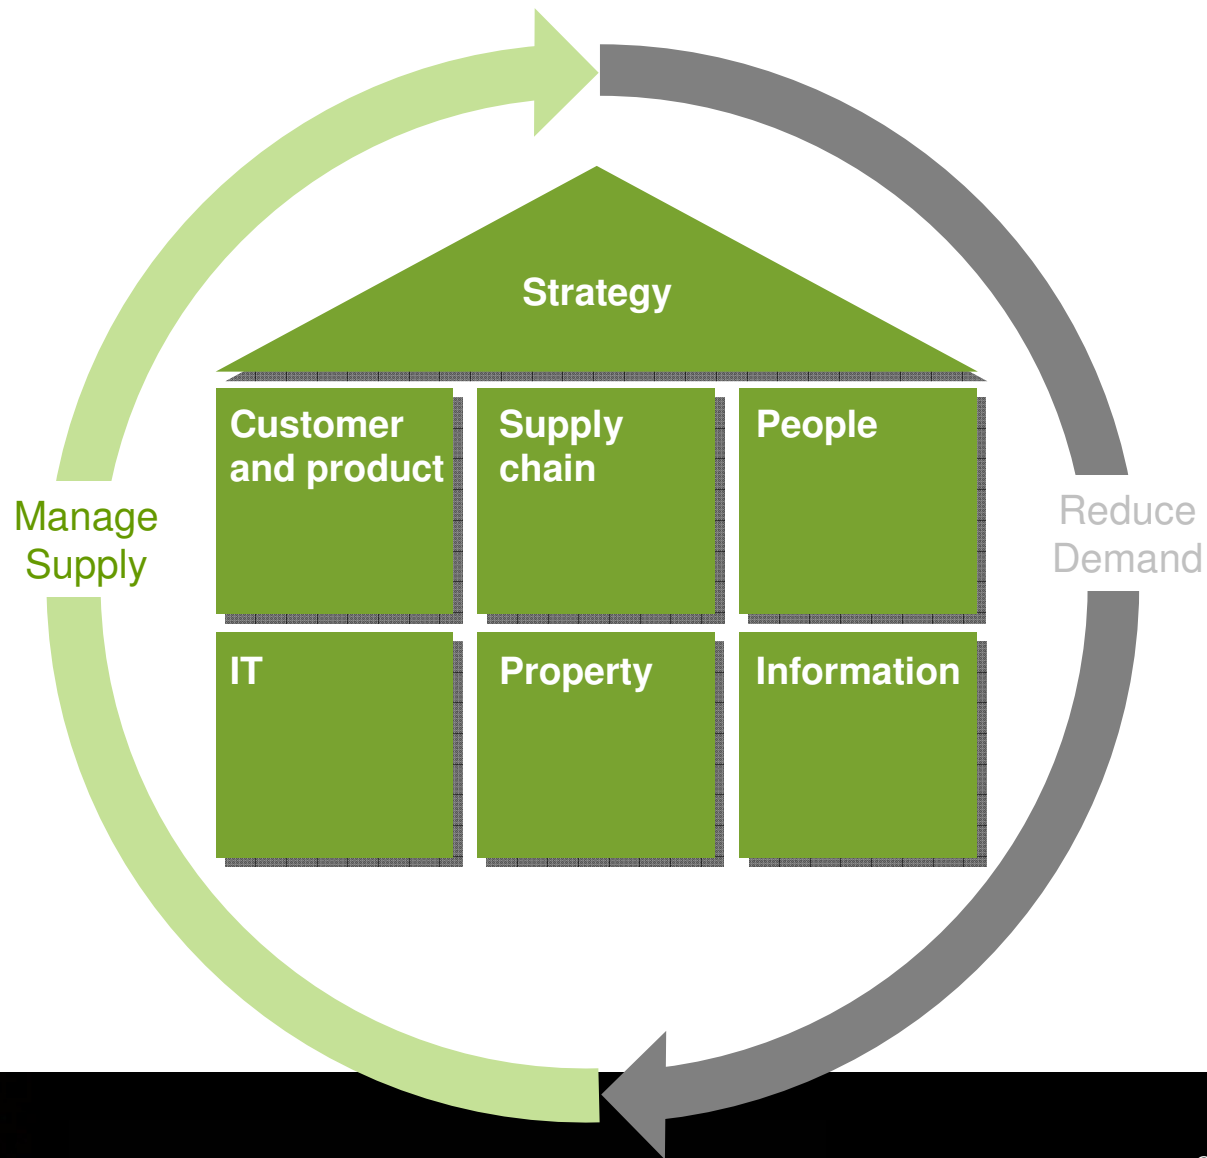 Strategy
Customer
and product
Supply
chain
People
Manage
Supply
Reduce
Demand
IT
Property
Information